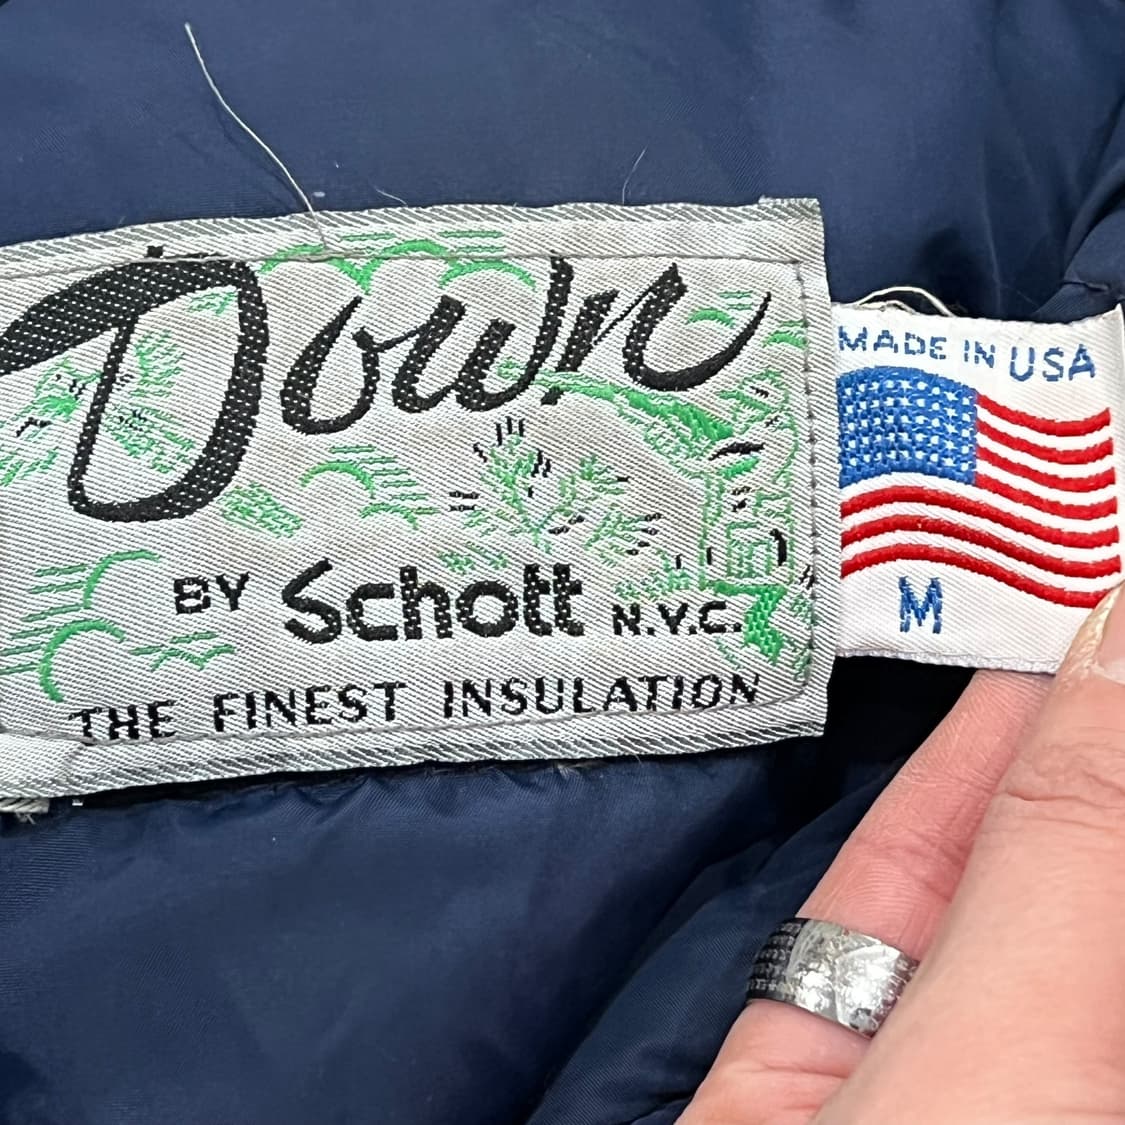 Down
BY Schott N.Y.C.
THE FINEST INSULATION
MADE IN USA
M